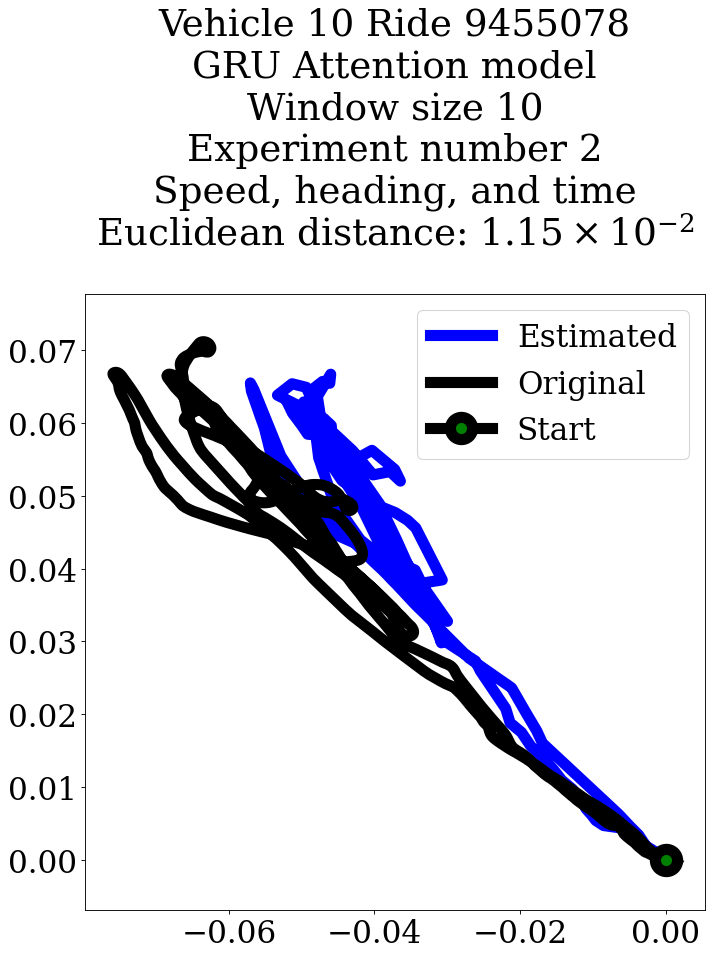 Vehicle 10 Ride 9455078
GRU Attention model
Window size 10
Experiment number 2
Speed, heading, and time
Euclidean distance: 1.15 × 10⁻²
Estimated
Original
Start
0.07
0.06
0.05
0.04
0.03
0.02
0.01
0.00
−0.06 −0.04 −0.02 0.00